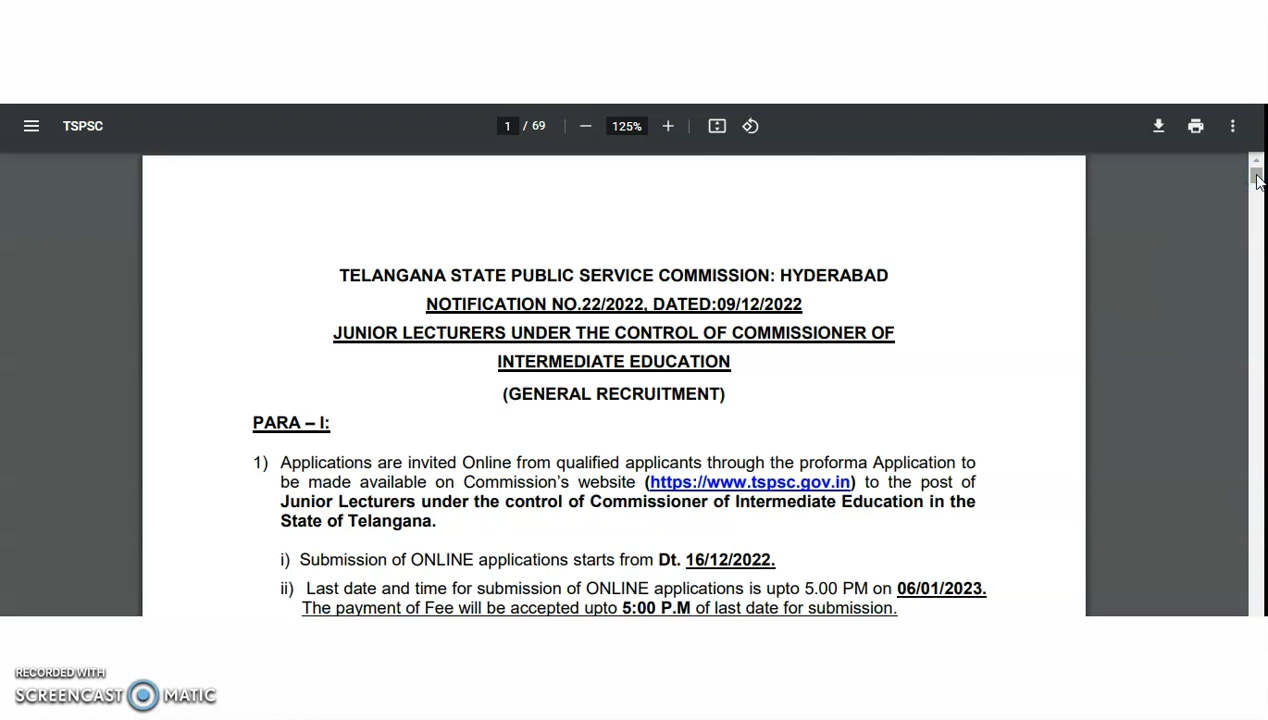 TSPSC
1 / 69
125%
TELANGANA STATE PUBLIC SERVICE COMMISSION: HYDERABAD
NOTIFICATION NO.22/2022, DATED:09/12/2022
JUNIOR LECTURERS UNDER THE CONTROL OF COMMISSIONER OF
INTERMEDIATE EDUCATION
(GENERAL RECRUITMENT)
PARA – I:
1) Applications are invited Online from qualified applicants through the proforma Application to
be made available on Commission's website (https://www.tspsc.gov.in) to the post of
Junior Lecturers under the control of Commissioner of Intermediate Education in the
State of Telangana.
i) Submission of ONLINE applications starts from Dt. 16/12/2022.
ii) Last date and time for submission of ONLINE applications is upto 5.00 PM on 06/01/2023.
The payment of Fee will be accepted upto 5:00 P.M of last date for submission.
RECORDED WITH
SCREENCAST MATIC